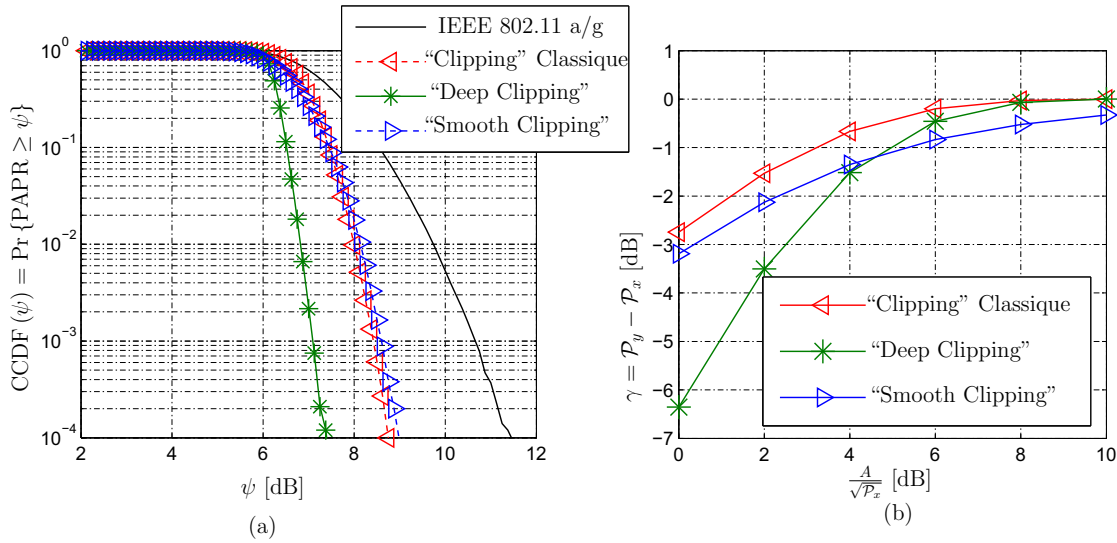 IEEE 802.11 a/g
“Clipping” Classique
“Deep Clipping”
“Smooth Clipping”
CCDF (ψ) = Pr {PAPR ≥ ψ}
10^0
10^-1
10^-2
10^-3
10^-4
2 4 6 8 10 12
ψ [dB]
(a)
γ = P_y − P_x [dB]
1
0
−1
−2
−3
−4
−5
−6
−7
“Clipping” Classique
“Deep Clipping”
“Smooth Clipping”
0 2 4 6 8 10
A/√P_x [dB]
(b)